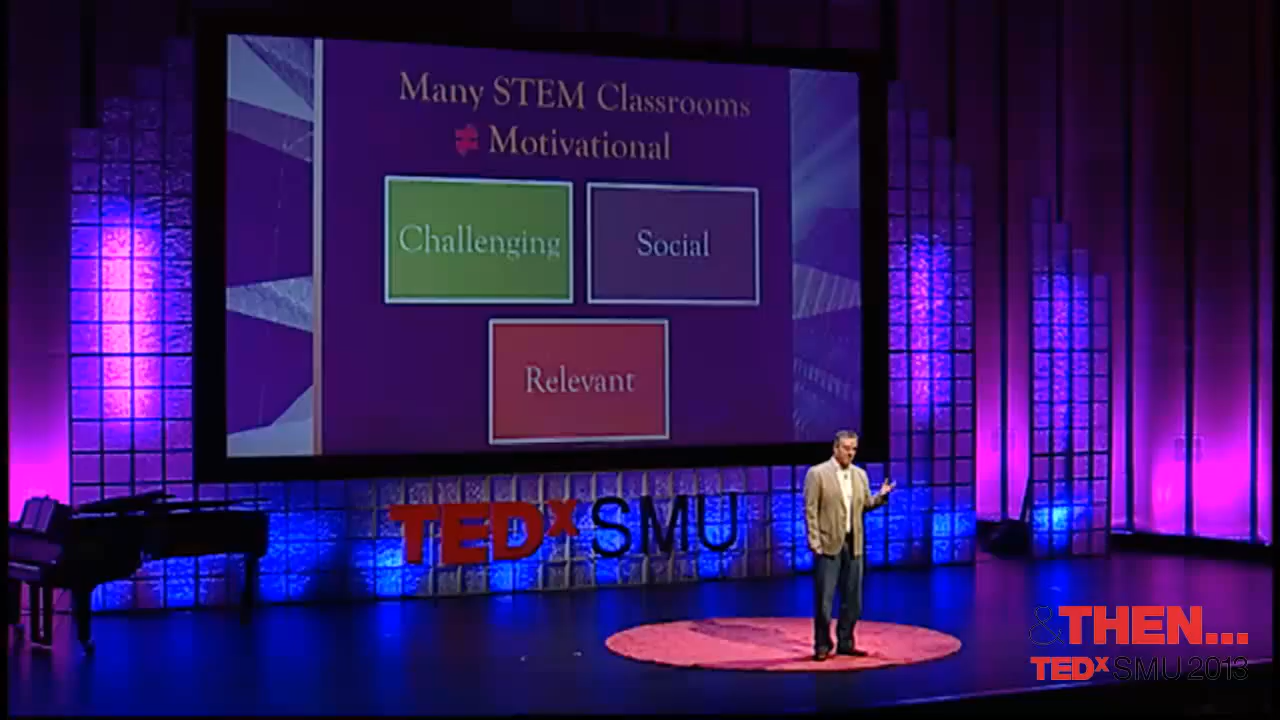 Many STEM Classrooms
≠ Motivational
Challenging
Social
Relevant
TEDxSMU
&THEN...
TEDxSMU 2013